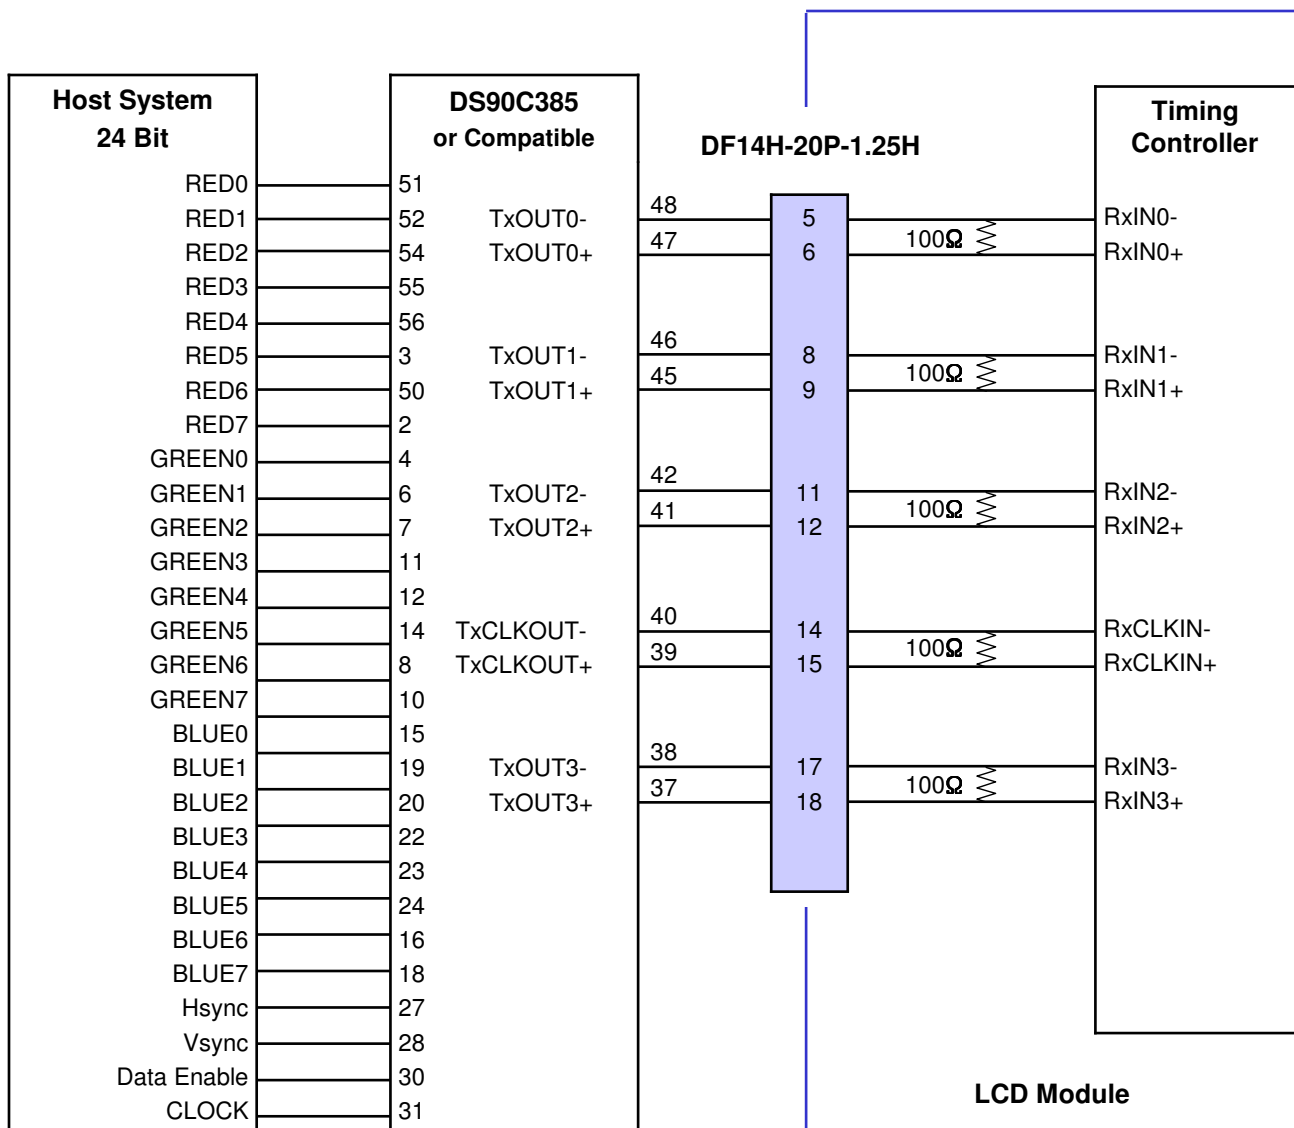 Host System
24 Bit
DS90C385
or Compatible
DF14H-20P-1.25H
Timing
Controller
RED0 51
RED1 52 TxOUT0- 48 5 RxIN0-
100Ω
RED2 54 TxOUT0+ 47 6 RxIN0+
RED3 55
RED4 56
RED5 3 TxOUT1- 46 8 RxIN1-
100Ω
RED6 50 TxOUT1+ 45 9 RxIN1+
RED7 2
GREEN0 4
GREEN1 6 TxOUT2- 42 11 RxIN2-
100Ω
GREEN2 7 TxOUT2+ 41 12 RxIN2+
GREEN3 11
GREEN4 12
GREEN5 14 TxCLKOUT- 40 14 RxCLKIN-
100Ω
GREEN6 8 TxCLKOUT+ 39 15 RxCLKIN+
GREEN7 10
BLUE0 15
BLUE1 19 TxOUT3- 38 17 RxIN3-
100Ω
BLUE2 20 TxOUT3+ 37 18 RxIN3+
BLUE3 22
BLUE4 23
BLUE5 24
BLUE6 16
BLUE7 18
Hsync 27
Vsync 28
Data Enable 30
CLOCK 31
LCD Module